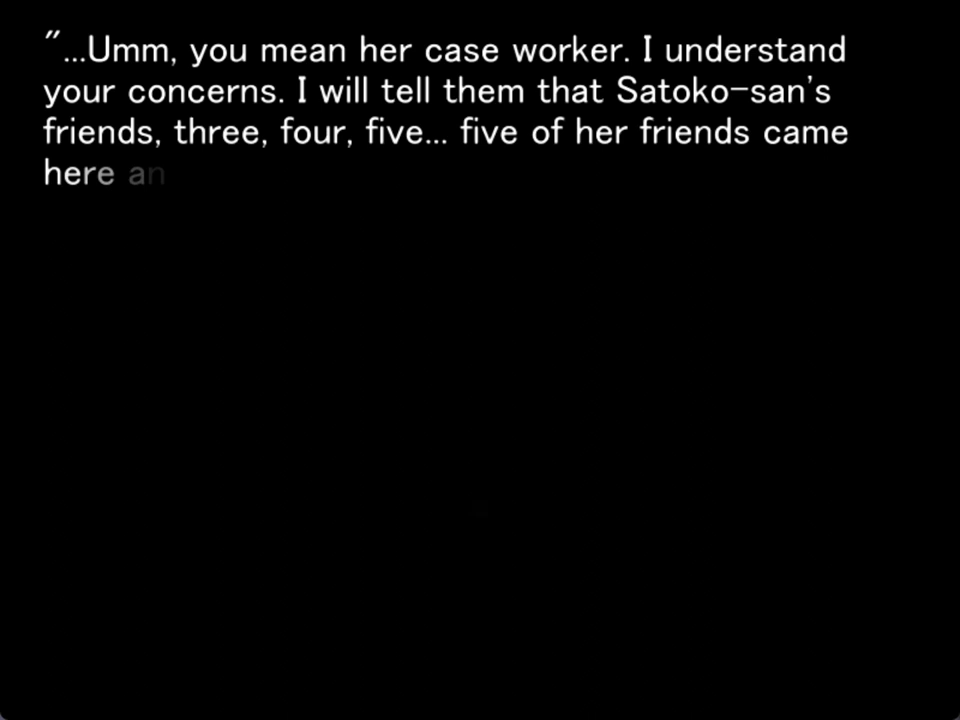 "...Umm, you mean her case worker. I understand
your concerns. I will tell them that Satoko-san's
friends, three, four, five... five of her friends came
here an